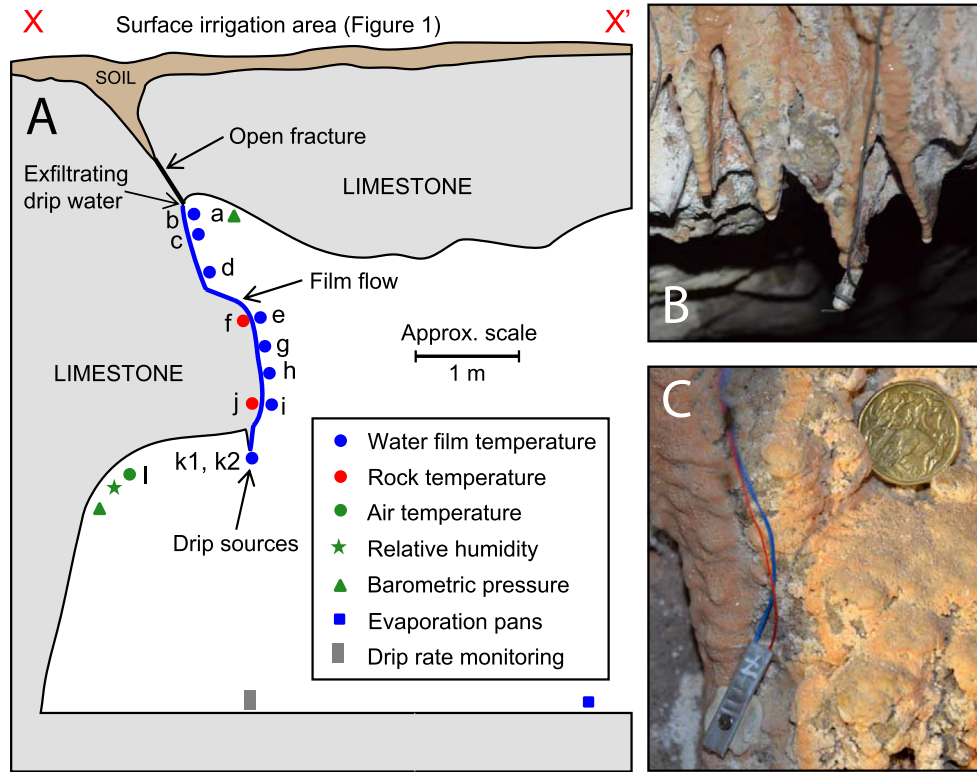 X
Surface irrigation area (Figure 1)
X'
SOIL
A
Open fracture
Exfiltrating
drip water
LIMESTONE
b
a
c
d
Film flow
f
e
Approx. scale
g
1 m
h
LIMESTONE
j
i
k1, k2
l
Drip sources
Water film temperature
Rock temperature
Air temperature
Relative humidity
Barometric pressure
Evaporation pans
Drip rate monitoring
B
C